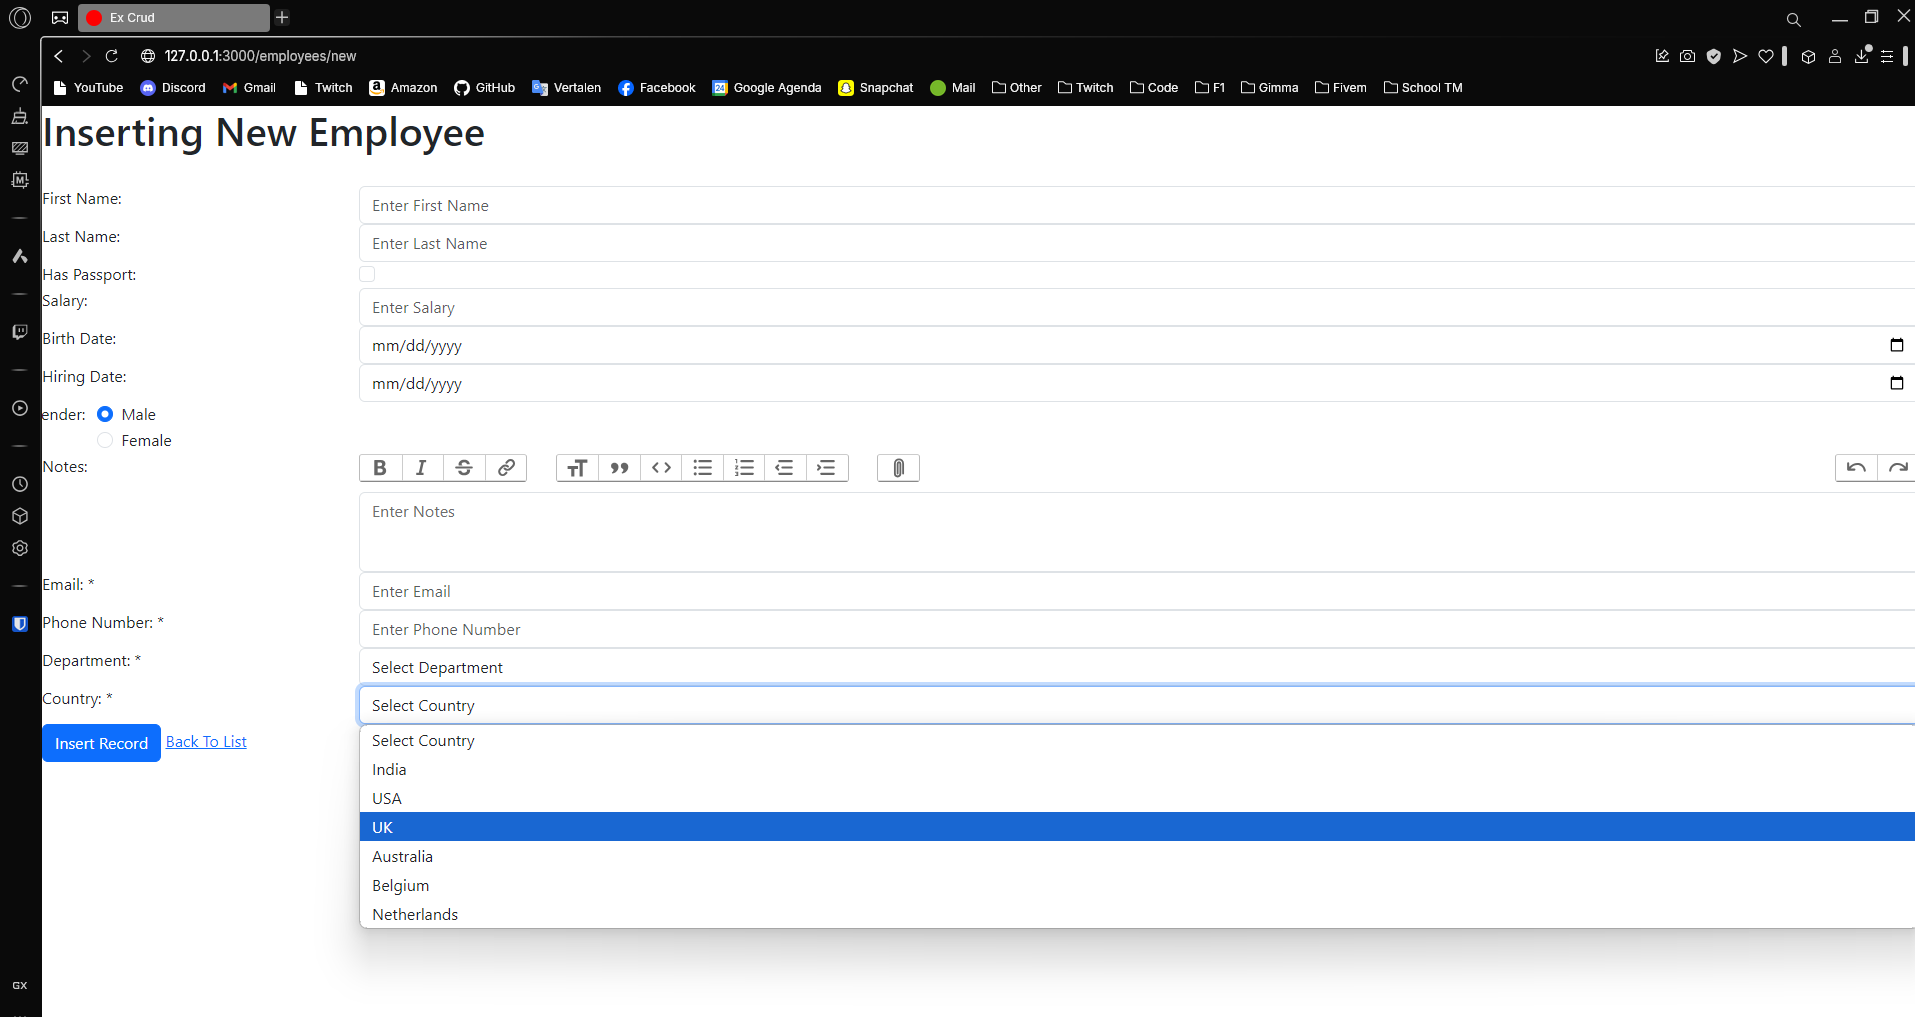 Ex Crud
127.0.0.1:3000/employees/new
YouTube Discord Gmail Twitch Amazon GitHub Vertalen Facebook 24 Google Agenda Snapchat Mail Other Twitch Code F1 Gimma Fivem School TM
Inserting New Employee
First Name: Enter First Name
Last Name: Enter Last Name
Has Passport:
Salary: Enter Salary
Birth Date: mm/dd/yyyy
Hiring Date: mm/dd/yyyy
ender: Male
Female
Notes: B I S
Enter Notes
Email: * Enter Email
Phone Number: * Enter Phone Number
Department: * Select Department
Country: * Select Country
Insert Record Back To List
Select Country
India
USA
UK
Australia
Belgium
Netherlands
GX